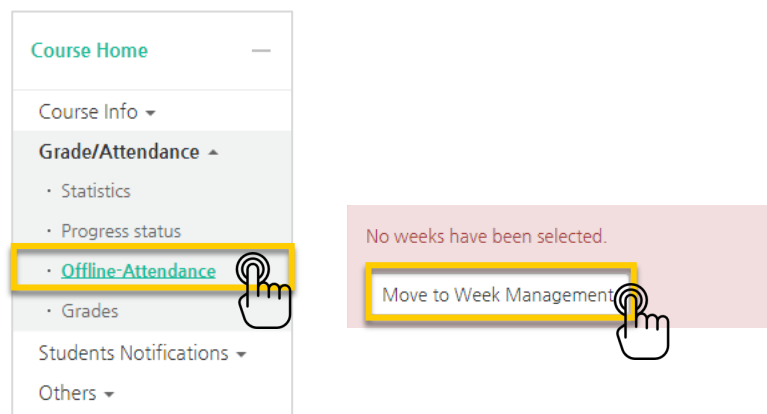 Course Home
Course Info
Grade/Attendance
· Statistics
· Progress status
· Offline-Attendance
· Grades
Students Notifications
Others
No weeks have been selected.
Move to Week Management